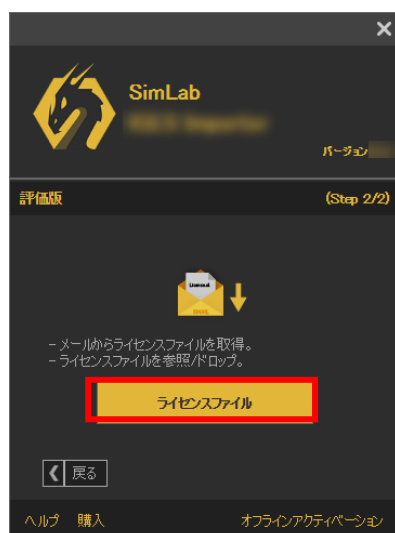 SimLab
バージョン
評価版
(Step 2/2)
- メールからライセンスファイルを取得。
- ライセンスファイルを参照/ドロップ。
ライセンスファイル
戻る
ヘルプ 購入 オフラインアクティベーション